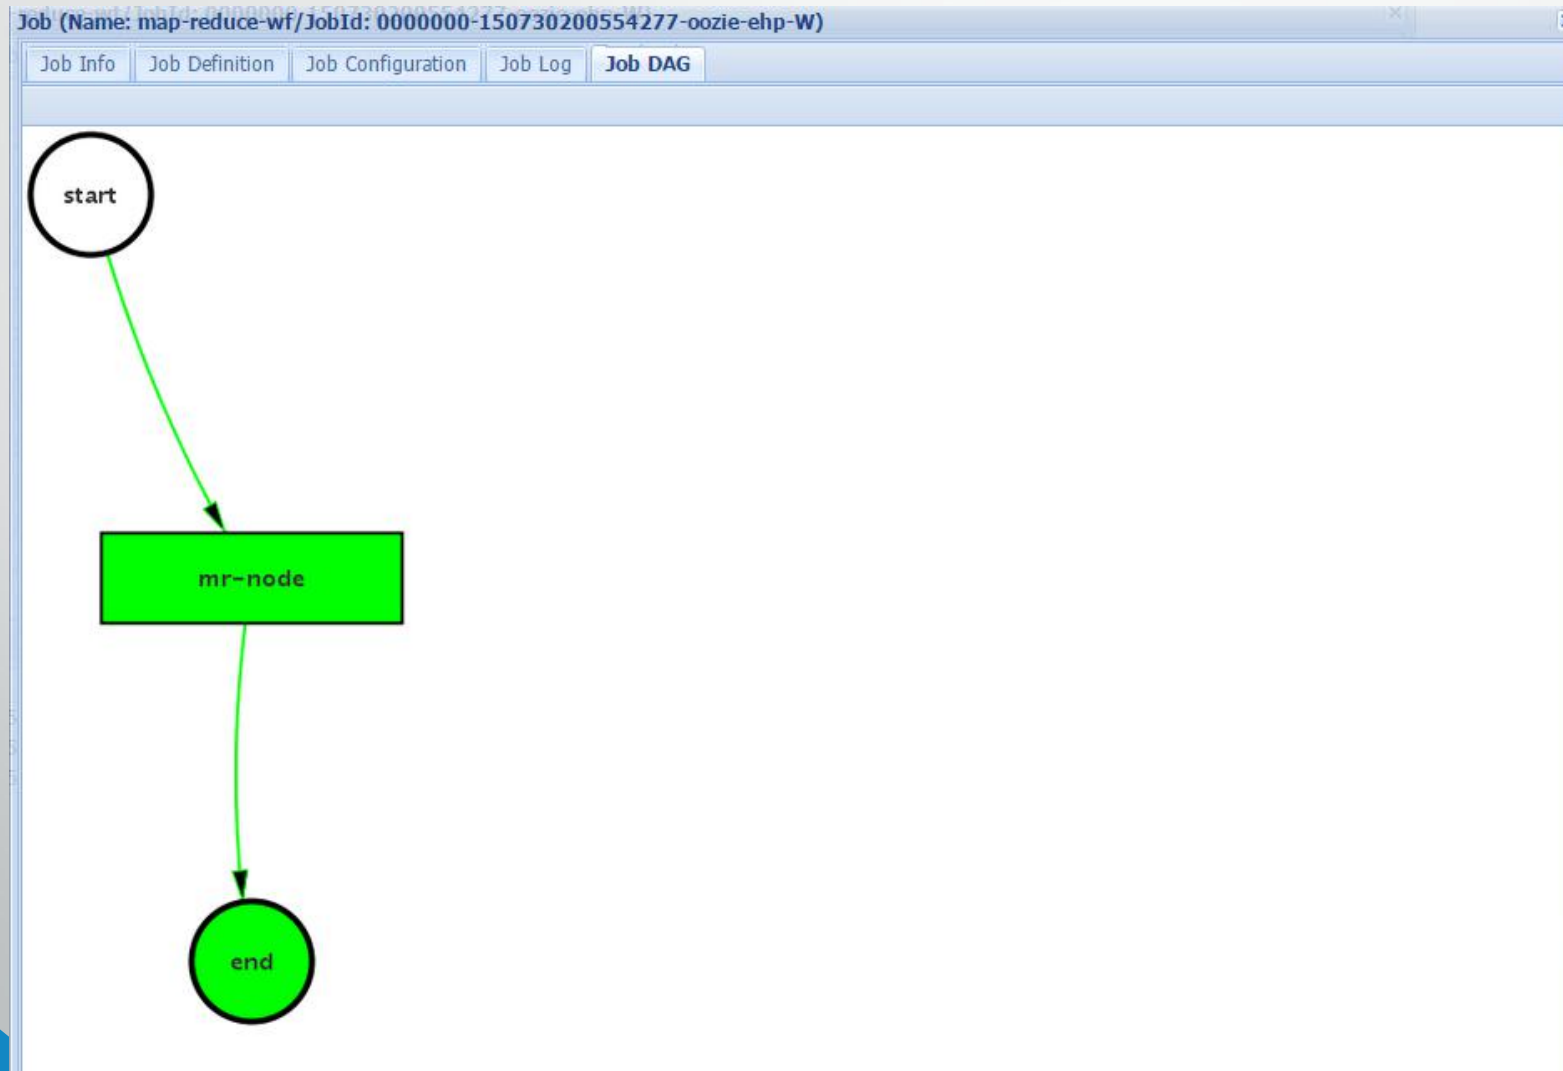 Job (Name: map-reduce-wf/JobId: 0000000-150730200554277-oozie-ehp-W)
Job Info Job Definition Job Configuration Job Log Job DAG
start
mr-node
end